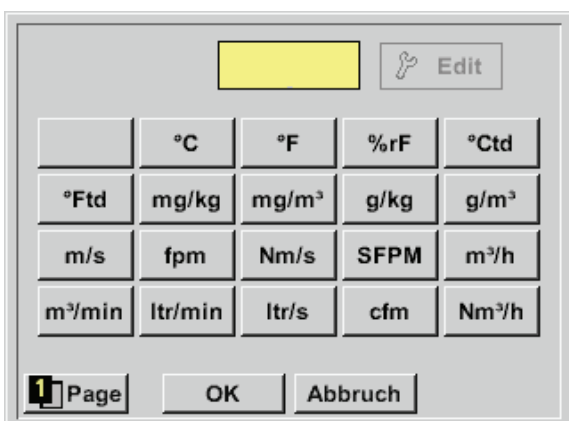 Edit
°C °F %rF °Ctd
°Ftd mg/kg mg/m³ g/kg g/m³
m/s fpm Nm/s SFPM m³/h
m³/min ltr/min ltr/s cfm Nm³/h
1 Page OK Abbruch